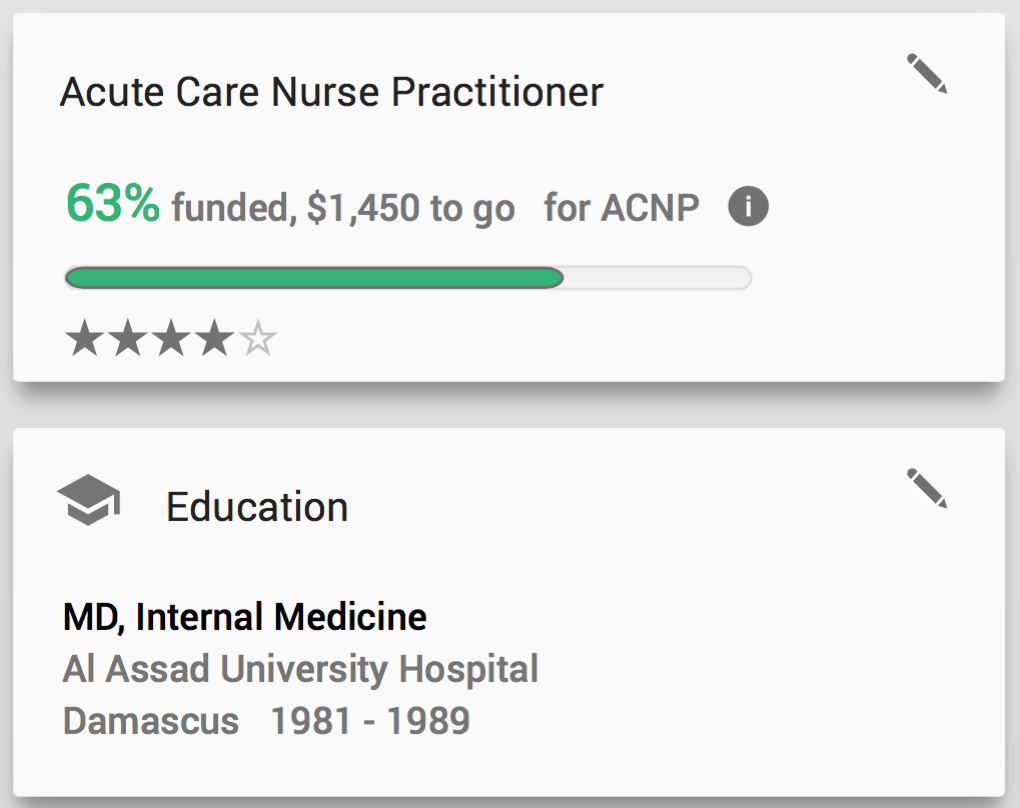 Acute Care Nurse Practitioner
63% funded, $1,450 to go for ACNP
Education
MD, Internal Medicine
Al Assad University Hospital
Damascus 1981 - 1989